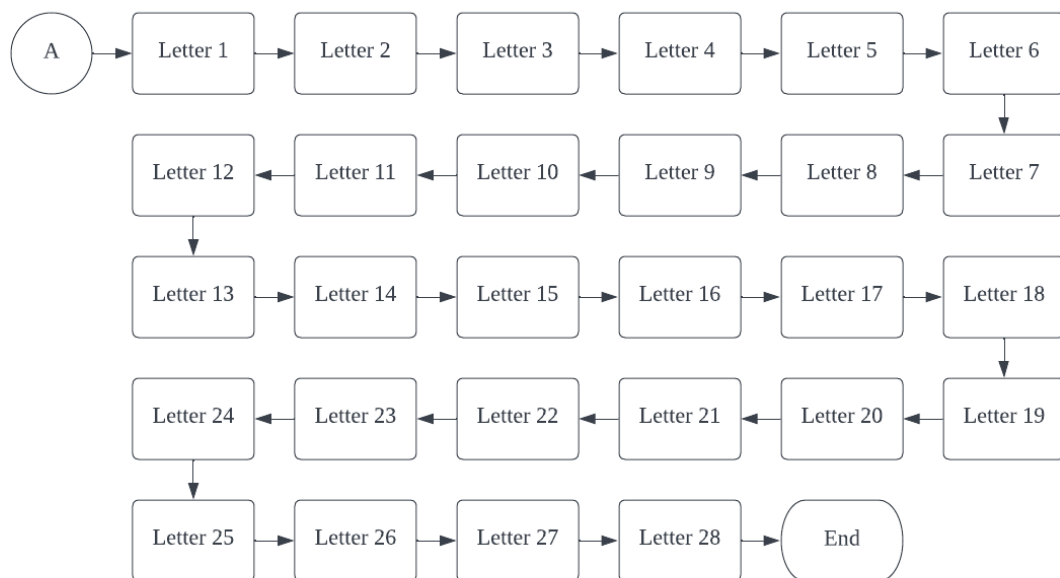 A Letter 1 Letter 2 Letter 3 Letter 4 Letter 5 Letter 6
Letter 12 Letter 11 Letter 10 Letter 9 Letter 8 Letter 7
Letter 13 Letter 14 Letter 15 Letter 16 Letter 17 Letter 18
Letter 24 Letter 23 Letter 22 Letter 21 Letter 20 Letter 19
Letter 25 Letter 26 Letter 27 Letter 28 End